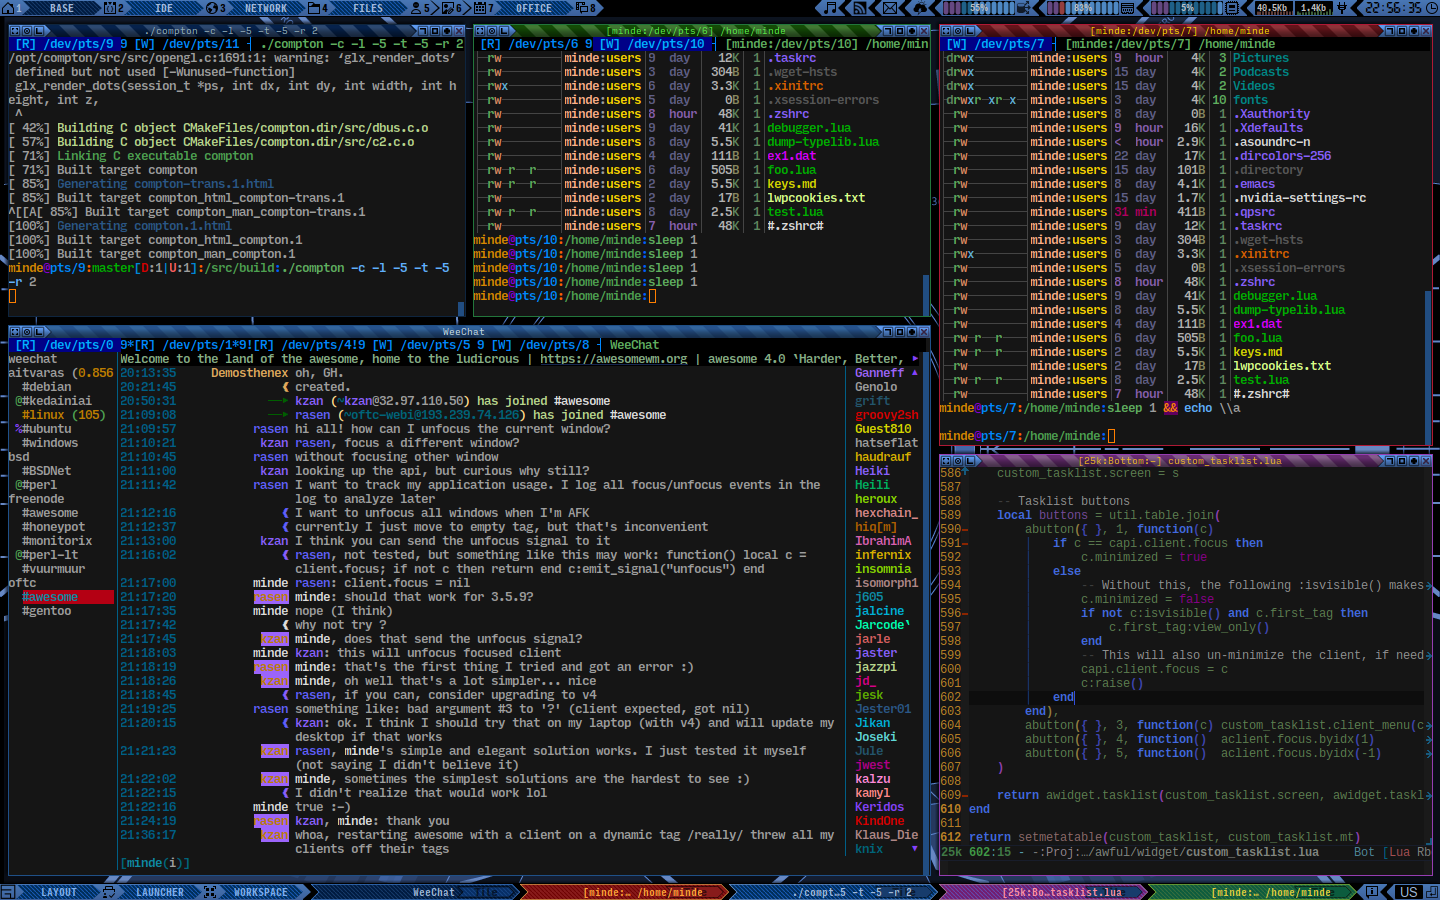 1 BASE 2 IDE 3 NETWORK 4 FILES 5 6 7 OFFICE 8 55% 83% 5% 40.5Kb 1.4Kb 22:56:35
./compton -c -l -5 -t -5 -r 2
[R] /dev/pts/9 9 [W] /dev/pts/11 ./compton -c -l -5 -t -5 -r 2
/opt/compton/src/src/opengl.c:1691:1: warning: ‘glx_render_dots’
defined but not used [-Wunused-function]
glx_render_dots(session_t *ps, int dx, int dy, int width, int h
eight, int z,
^
[ 42%] Building C object CMakeFiles/compton.dir/src/dbus.c.o
[ 57%] Building C object CMakeFiles/compton.dir/src/c2.c.o
[ 71%] Linking C executable compton
[ 71%] Built target compton
[ 85%] Generating compton-trans.1.html
[ 85%] Built target compton_html_compton-trans.1
^[[A[ 85%] Built target compton_man_compton-trans.1
[100%] Generating compton.1.html
[100%] Built target compton_html_compton.1
[100%] Built target compton_man_compton.1
minde@pts/9:master[D:1|U:1]:/src/build:./compton -c -l -5 -t -5
-r 2
[minde:/dev/pts/6] /home/minde
[R] /dev/pts/6 9 [W] /dev/pts/10 [minde:/dev/pts/10] /home/min
rw minde:users 9 day 12K 1 .taskrc
rw minde:users 3 day 304B 1 .wget-hsts
rwx minde:users 6 day 3.3K 1 .xinitrc
rw minde:users 5 day 0B 1 .xsession-errors
rw minde:users 8 hour 48K 1 .zshrc
rw minde:users 9 day 41K 1 debugger.lua
rw minde:users 8 day 5.5K 1 dump-typelib.lua
rw minde:users 4 day 111B 1 ex1.dat
rw r r minde:users 6 day 505B 1 foo.lua
rw r r minde:users 2 day 5.5K 1 keys.md
rw minde:users 2 day 17B 1 lwpcookies.txt
rw r r minde:users 8 day 2.5K 1 test.lua
rw minde:users 7 hour 48K 1 #.zshrc#
minde@pts/10:/home/minde:sleep 1
minde@pts/10:/home/minde:sleep 1
minde@pts/10:/home/minde:sleep 1
minde@pts/10:/home/minde:sleep 1
minde@pts/10:/home/minde:
[minde:/dev/pts/7] /home/minde
[W] /dev/pts/7 [minde:/dev/pts/7] /home/minde
drwx minde:users 9 hour 4K 3 Pictures
drwx minde:users 15 day 4K 2 Podcasts
drwx minde:users 15 day 4K 2 Videos
drwxr xr x minde:users 3 day 4K 10 fonts
rw minde:users 8 day 0B 1 .Xauthority
rw minde:users 9 hour 16K 1 .Xdefaults
rw minde:users < hour 2.9K 1 .asoundrc-n
rw minde:users 22 day 17K 1 .dircolors-256
rw minde:users 15 day 101B 1 .directory
rw minde:users 8 day 4.1K 1 .emacs
rw minde:users 15 day 1.7K 1 .nvidia-settings-rc
rw minde:users 31 min 411B 1 .qpsrc
rw minde:users 9 day 12K 1 .taskrc
rw minde:users 3 day 304B 1 .wget-hsts
rwx minde:users 6 day 3.3K 1 .xinitrc
rw minde:users 5 day 0B 1 .xsession-errors
rw minde:users 8 hour 48K 1 .zshrc
rw minde:users 9 day 41K 1 debugger.lua
rw minde:users 8 day 5.5K 1 dump-typelib.lua
rw minde:users 4 day 111B 1 ex1.dat
rw r r minde:users 6 day 505B 1 foo.lua
rw r r minde:users 2 day 5.5K 1 keys.md
rw minde:users 2 day 17B 1 lwpcookies.txt
rw r r minde:users 8 day 2.5K 1 test.lua
rw minde:users 7 hour 48K 1 #.zshrc#
minde@pts/7:/home/minde:sleep 1 && echo \\a
minde@pts/7:/home/minde:
WeeChat
[R] /dev/pts/0 9*[R] /dev/pts/1*9![R] /dev/pts/4!9 [W] /dev/pts/5 9 [W] /dev/pts/8 WeeChat
Welcome to the land of the awesome, home to the ludicrous | https://awesomewm.org | awesome 4.0 ‘Harder, Better,
weechat
aitvaras (0.856
#debian
@#kedainiai
#linux (105)
%#ubuntu
#windows
bsd
#BSDNet
@#perl
freenode
#awesome
#honeypot
#monitorix
@#perl-lt
#vuurmuur
oftc
#awesome
#gentoo
20:13:35 Demosthenex oh, GH.
20:21:45 ❰ created.
20:50:31 kzan (~kzan@32.97.110.50) has joined #awesome
21:09:08 rasen (~oftc-webi@193.239.74.126) has joined #awesome
21:09:57 rasen hi all! how can I unfocus the current window?
21:10:21 kzan rasen, focus a different window?
21:10:45 rasen without focusing other window
21:11:00 kzan looking up the api, but curious why still?
21:11:42 rasen I want to track my application usage. I log all focus/unfocus events in the
log to analyze later
21:12:16 ❰ I want to unfocus all windows when I'm AFK
21:12:37 ❰ currently I just move to empty tag, but that's inconvenient
21:13:00 kzan I think you can send the unfocus signal to it
21:16:02 ❰ rasen, not tested, but something like this may work: function() local c =
client.focus; if not c then return end c:emit_signal("unfocus") end
21:17:00 minde rasen: client.focus = nil
21:17:20 rasen minde: should that work for 3.5.9?
21:17:35 minde nope (I think)
21:17:42 ❰ why not try ?
21:17:45 kzan minde, does that send the unfocus signal?
21:18:03 minde kzan: this will unfocus focused client
21:18:19 rasen minde: that's the first thing I tried and got an error :)
21:18:26 kzan minde, oh well that's a lot simpler... nice
21:18:45 ❰ rasen, if you can, consider upgrading to v4
21:19:25 rasen something like: bad argument #3 to '?' (client expected, got nil)
21:20:15 ❰ kzan: ok. I think I should try that on my laptop (with v4) and will update my
desktop if that works
21:21:23 kzan rasen, minde's simple and elegant solution works. I just tested it myself
(not saying I didn't believe it)
21:22:02 kzan minde, sometimes the simplest solutions are the hardest to see :)
21:22:15 ❰ I didn't realize that would work lol
21:22:16 minde true :-)
21:24:19 rasen kzan, minde: thank you
21:36:17 kzan whoa, restarting awesome with a client on a dynamic tag /really/ threw all my
clients off their tags
[minde(i)]
Ganneff
Genolo
grift
groovy2sh
Guest810
hatseflat
haudrauf
Heiki
Heili
heroux
hexchain_
hiq[m]
IbrahimA
infernix
insomnia
isomorph1
j605
jalcine
Jarcode‘
jarle
jaster
jazzpi
jd_
jesk
Jester01
Jikan
Joseki
Jule
jwest
kalzu
kamyl
Keridos
KindOne
Klaus_Die
knix
[25k:Bottom:-] custom_tasklist.lua
586 custom_tasklist.screen = s
587
588 -- Tasklist buttons
589 local buttons = util.table.join(
590 abutton({ }, 1, function(c)
591 if c == capi.client.focus then
592 c.minimized = true
593 else
594 -- Without this, the following :isvisible() makes
595 c.minimized = false
596 if not c:isvisible() and c.first_tag then
597 c.first_tag:view_only()
598 end
599 -- This will also un-minimize the client, if need
600 capi.client.focus = c
601 c:raise()
602 end
603 end),
604 abutton({ }, 3, function(c) custom_tasklist.client_menu(c
605 abutton({ }, 4, function() aclient.focus.byidx(1)
606 abutton({ }, 5, function() aclient.focus.byidx(-1)
607 )
608
609 return awidget.tasklist(custom_tasklist.screen, awidget.taskl
610 end
611
612 return setmetatable(custom_tasklist, custom_tasklist.mt)
25k 602:15 - -:Proj:…/awful/widget/custom_tasklist.lua Bot [Lua Rb
LAYOUT LAUNCHER WORKSPACE WeeChat [minde:… /home/minde ./compt…5 -t -5 -r 2 [25k:Bo…tasklist.lua [minde:… /home/minde US